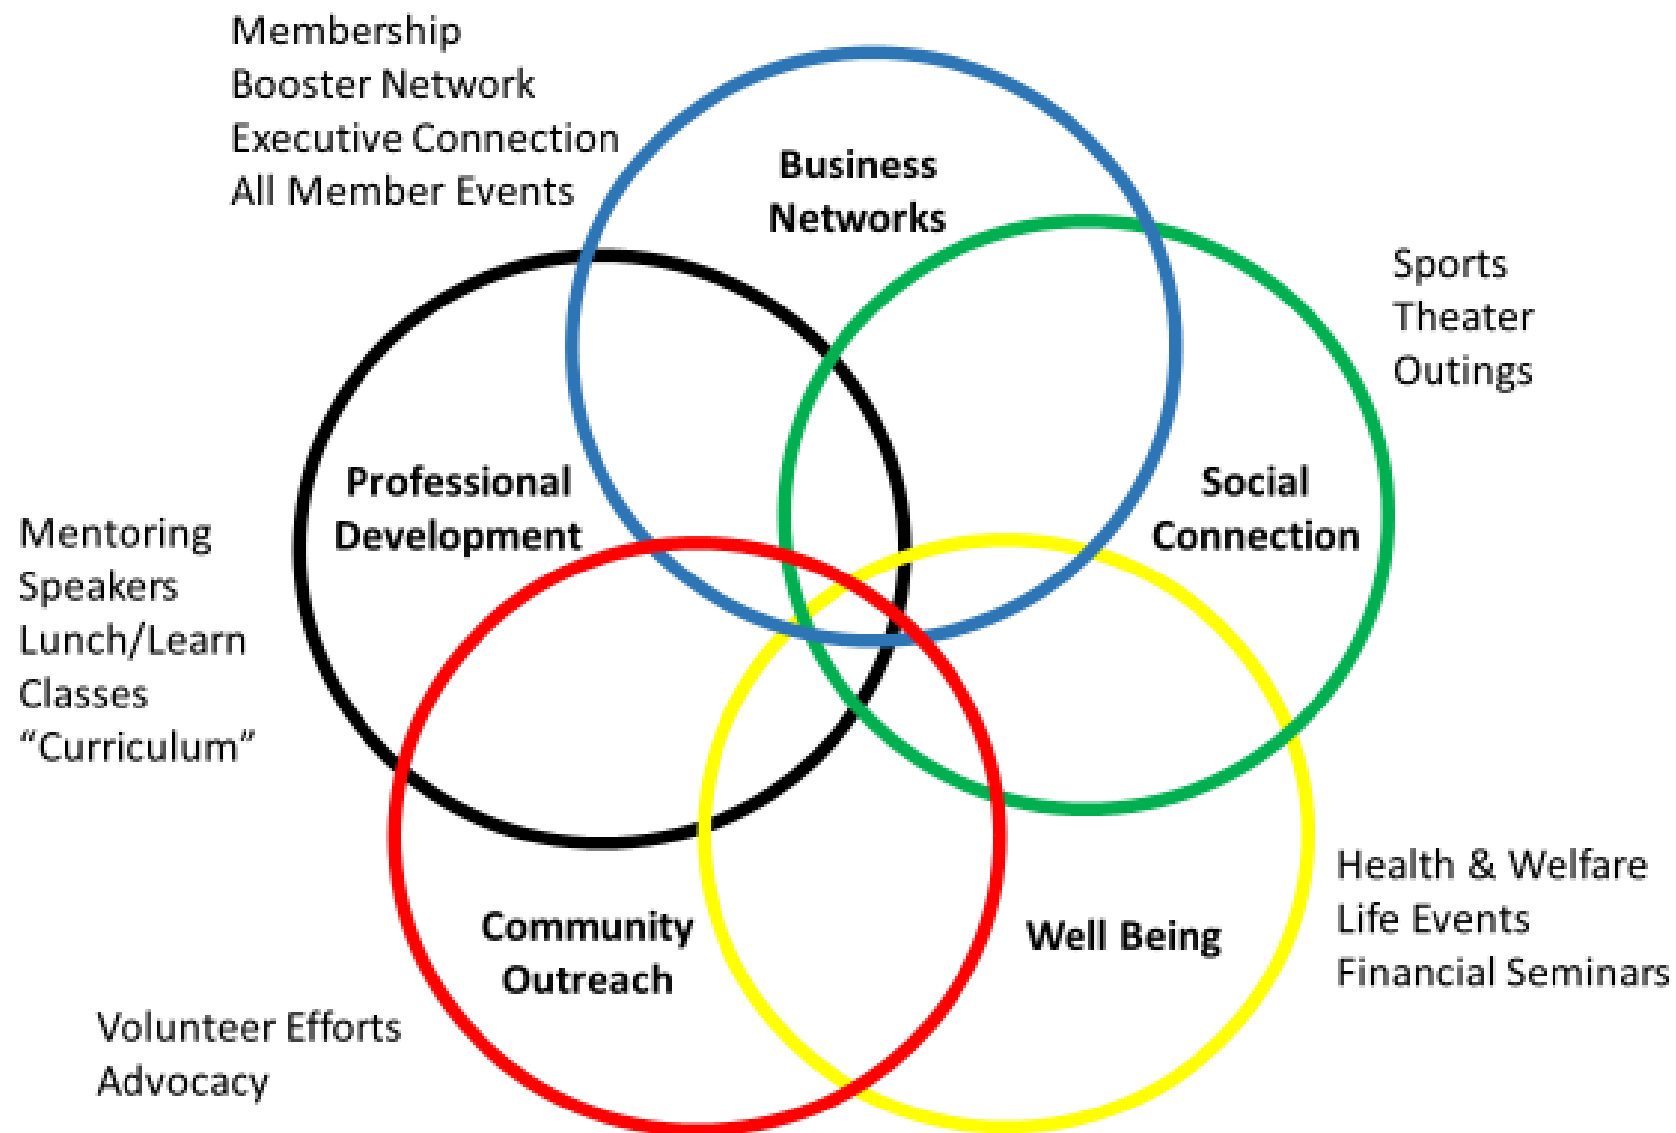 Membership
Booster Network
Executive Connection
All Member Events
Business
Networks
Sports
Theater
Outings
Professional
Development
Social
Connection
Mentoring
Speakers
Lunch/Learn
Classes
“Curriculum”
Health & Welfare
Life Events
Financial Seminars
Community
Outreach
Well Being
Volunteer Efforts
Advocacy